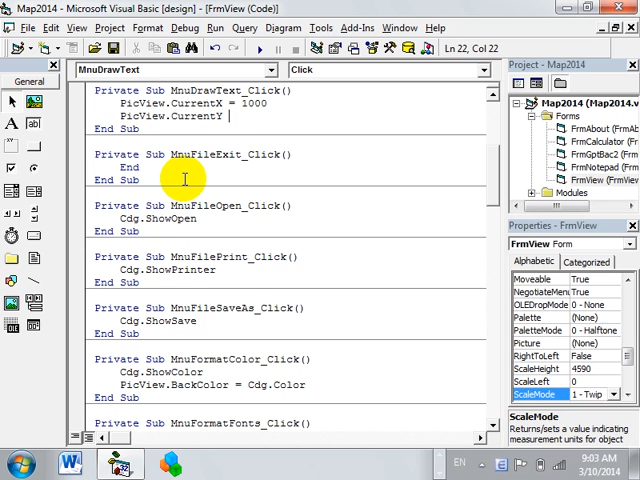 Map2014 - Microsoft Visual Basic [design] - [FrmView (Code)]
File Edit View Project Format Debug Run Query Diagram Tools Add-Ins Window Help
Ln 22, Col 22
General
MnuDrawText
Click
Private Sub MnuDrawText_Click()
PicView.CurrentX = 1000
PicView.CurrentY
End Sub
Private Sub MnuFileExit_Click()
End
End Sub
Private Sub MnuFileOpen_Click()
Cdg.ShowOpen
End Sub
Private Sub MnuFilePrint_Click()
Cdg.ShowPrinter
End Sub
Private Sub MnuFileSaveAs_Click()
Cdg.ShowSave
End Sub
Private Sub MnuFormatColor_Click()
Cdg.ShowColor
PicView.BackColor = Cdg.Color
End Sub
Private Sub MnuFormatFonts_Click()
Project - Map2014
Map2014 (Map2014.v
Forms
FrmAbout (FrmAbout.
FrmCalculator (FrmCa
FrmGptBac2 (FrmGptB
FrmNotepad (FrmNote
FrmView (FrmView.fr
Modules
Properties - FrmView
FrmView Form
Alphabetic Categorized
Moveable True
NegotiateMenu True
OLEDropMode 0 - None
Palette (None)
PaletteMode 0 - Halftone
Picture (None)
RightToLeft False
ScaleHeight 4590
ScaleLeft 0
ScaleMode 1 - Twip
ScaleMode
Returns/sets a value indicating
measurement units for object
EN
9:03 AM
3/10/2014